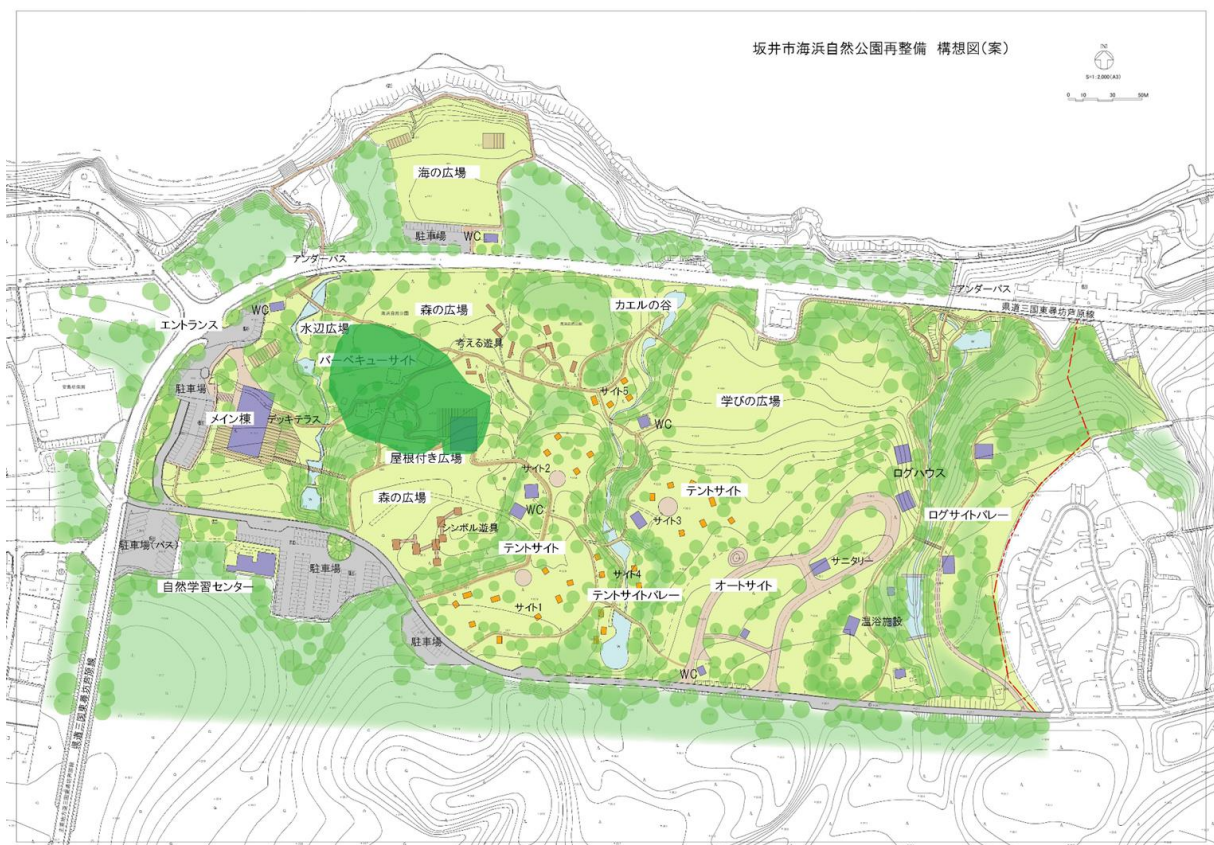 坂井市海浜自然公園再整備 構想図(案)
S=1:2,000(A3)
0 10 30 50M
海の広場
駐車場
WC
アンダーパス
アンダーパス
県道三国東尋坊芦原線
エントランス
WC
水辺広場
森の広場
カエルの谷
考える遊具
バーベキューサイト
駐車場
メイン棟
デッキテラス
サイト5
学びの広場
WC
屋根付き広場
サイト2
ログハウス
森の広場
テントサイト
WC
サイト3
ログサイトバレー
シンボル遊具
駐車場(バス)
テントサイト
駐車場
サニタリー
サイト4
自然学習センター
オートサイト
テントサイトバレー
サイト1
温浴施設
駐車場
WC
県道三国東尋坊芦原線